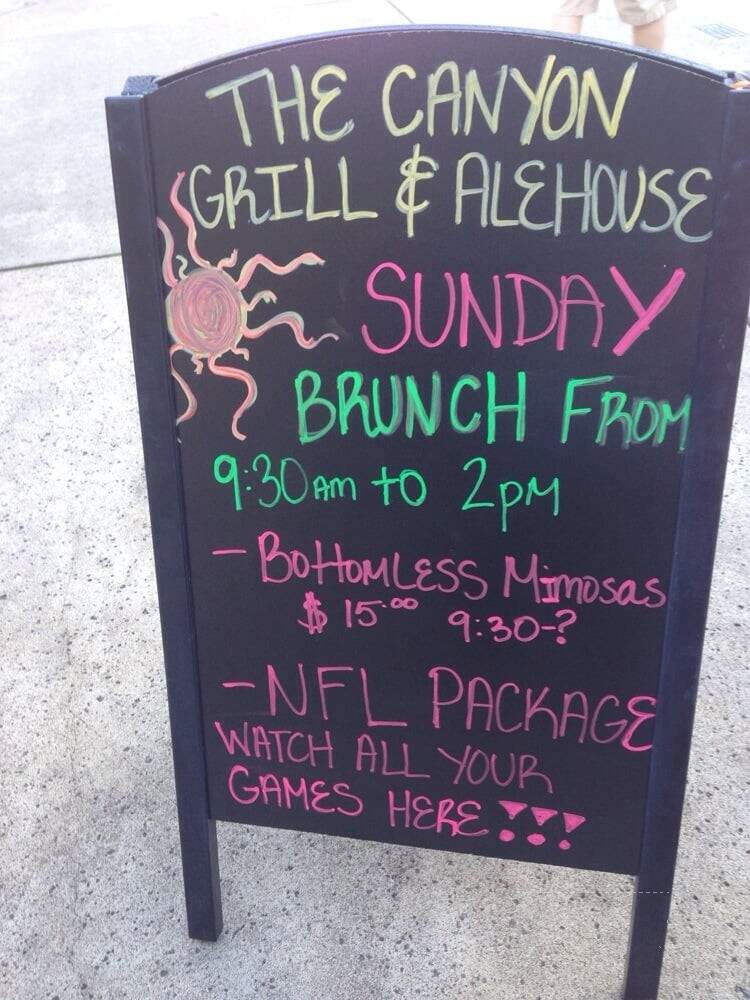 THE CANYON
GRILL & ALEHOUSE
SUNDAY
BRUNCH FROM
9:30AM to 2PM
- BOttOMLESS Mimosas
$15.00 9:30-?
- NFL PACKAGE
WATCH ALL YOUR
GAMES HERE !!!